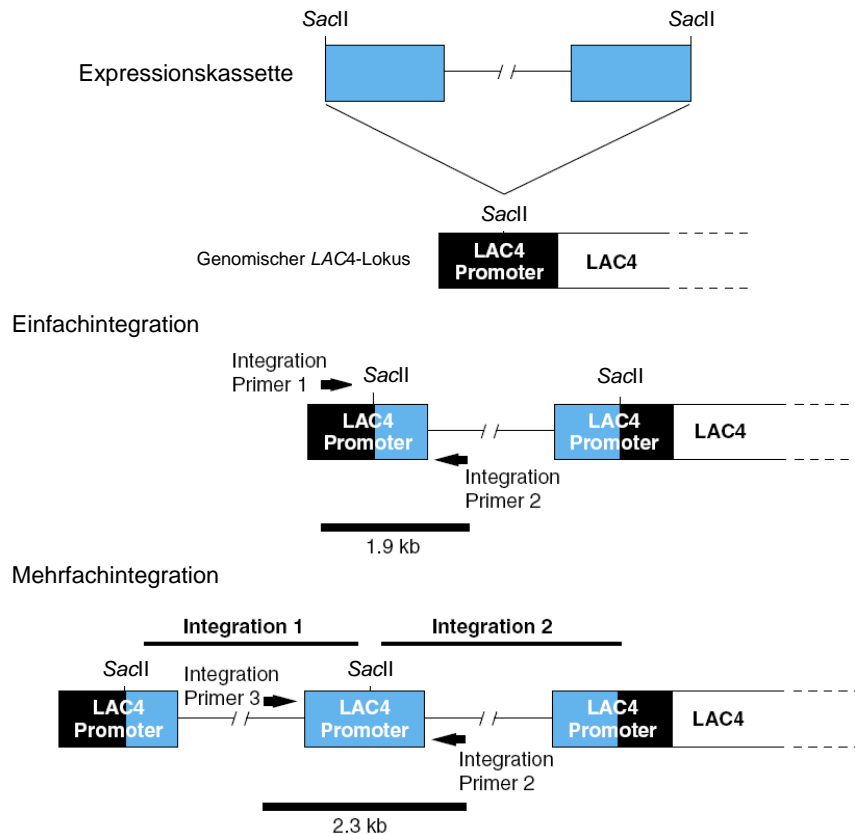 SacII
SacII
Expressionskassette
SacII
Genomischer LAC4-Lokus
LAC4
Promoter
LAC4
Einfachintegration
Integration
Primer 1
SacII
SacII
LAC4
Promoter
LAC4
Promoter
LAC4
Integration
Primer 2
1.9 kb
Mehrfachintegration
Integration 1
Integration 2
SacII
Integration
Primer 3
SacII
LAC4
Promoter
LAC4
Promoter
LAC4
Promoter
LAC4
Integration
Primer 2
2.3 kb